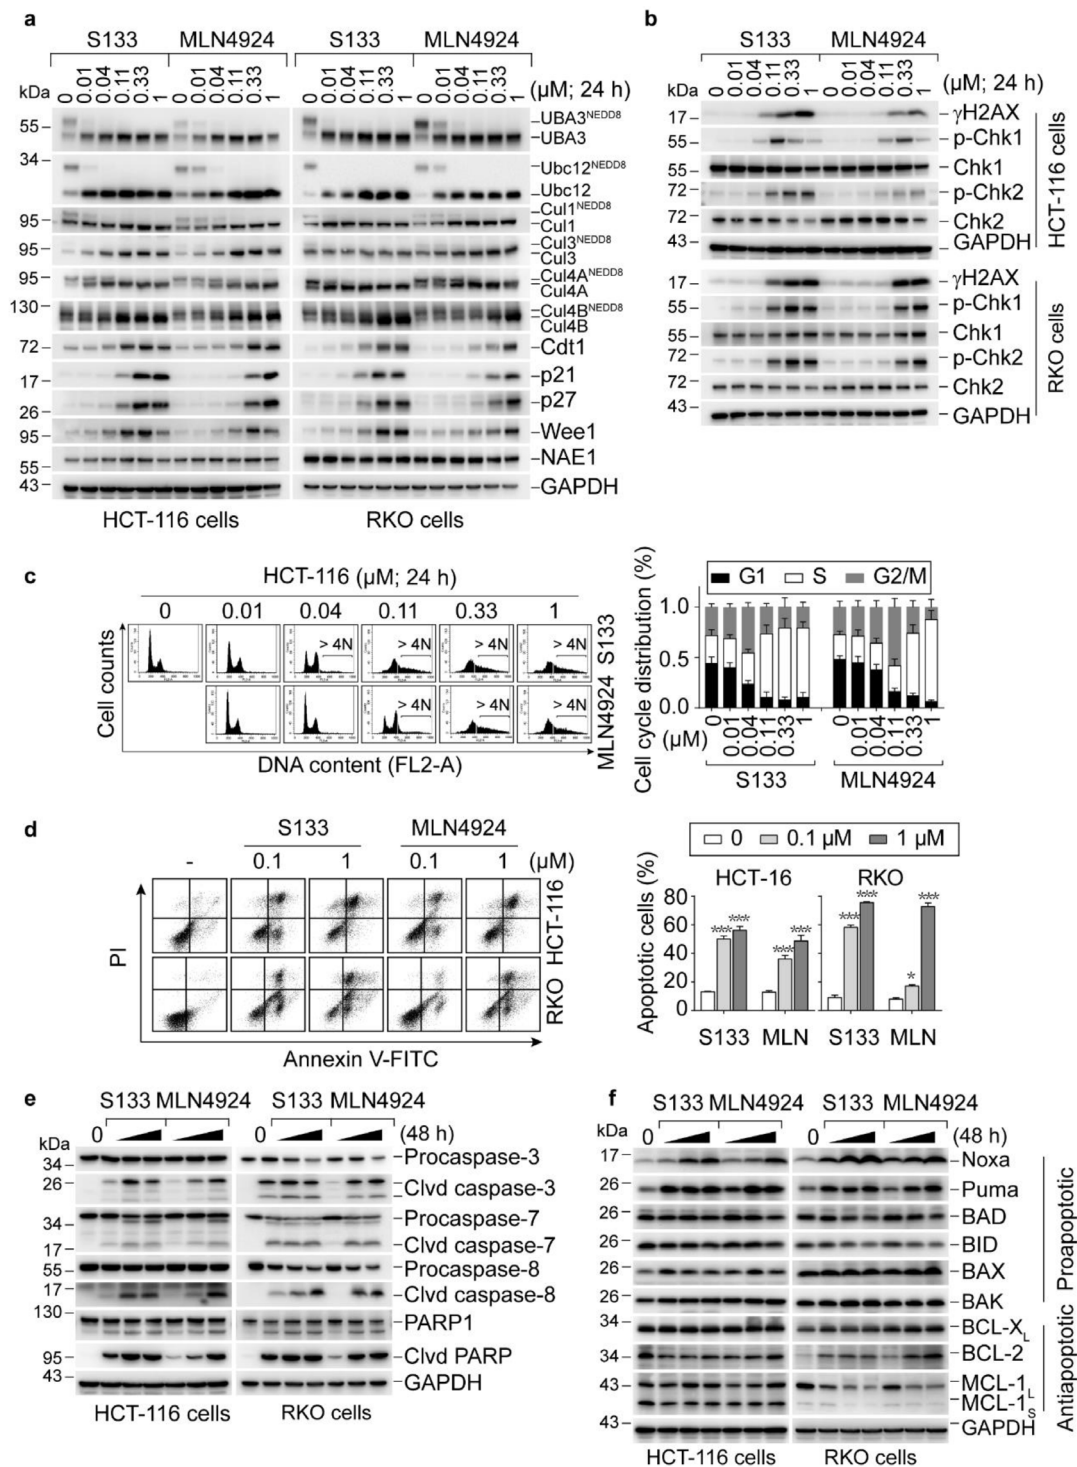 a
S133 MLN4924 S133 MLN4924
kDa 0 0.01 0.04 0.11 0.33 1 0 0.01 0.04 0.11 0.33 1 0 0.01 0.04 0.11 0.33 1 0 0.01 0.04 0.11 0.33 1 (μM; 24 h)
UBA3NEDD8
55
UBA3
34
Ubc12NEDD8
Ubc12
Cul1NEDD8
95
Cul1
Cul3NEDD8
95
Cul3
Cul4ANEDD8
95
Cul4A
130
Cul4BNEDD8
Cul4B
72 Cdt1
p21
17
p27
26
Wee1
95
NAE1
55
43 GAPDH
HCT-116 cells RKO cells
b
S133 MLN4924
kDa 0 0.01 0.04 0.11 0.33 1 0 0.01 0.04 0.11 0.33 1 (μM; 24 h)
17 γH2AX
p-Chk1
55
55 Chk1
72 p-Chk2
72 Chk2
43 GAPDH
HCT-116 cells
17 γH2AX
55 p-Chk1
55 Chk1
72 p-Chk2
72 Chk2
43
GAPDH
RKO cells
c
HCT-116 (μM; 24 h)
0 0.01 0.04 0.11 0.33 1
> 4N > 4N > 4N > 4N
S133
> 4N > 4N > 4N
MLN4924
Cell counts
DNA content (FL2-A)
G1 S G2/M
Cell cycle distribution (%)
1.0
0.5
0.0
0 0.01 0.04 0.11 0.33 1 0 0.01 0.04 0.11 0.33 1
(μM)
S133 MLN4924
d
S133 MLN4924
- 0.1 1 0.1 1 (μM)
HCT-116
RKO
PI
Annexin V-FITC
0 0.1 μM 1 μM
HCT-16 RKO
Apoptotic cells (%)
80
60
40
20
0
*** *** *** *** *** *** * ***
S133 MLN S133 MLN
e
S133 MLN4924 S133 MLN4924
kDa 0 0 (48 h)
34 Procaspase-3
26 Clvd caspase-3
34 Procaspase-7
17 Clvd caspase-7
55 Procaspase-8
17 Clvd caspase-8
130
PARP1
95 Clvd PARP
43 GAPDH
HCT-116 cells RKO cells
f
S133 MLN4924 S133 MLN4924
kDa 0 0 (48 h)
17 Noxa
26 Puma
26 BAD
26 BID
26 BAX
26 BAK
Proapoptotic
34 BCL-XL
34 BCL-2
43 MCL-1L
MCL-1S
Antiapoptotic
43 GAPDH
HCT-116 cells RKO cells